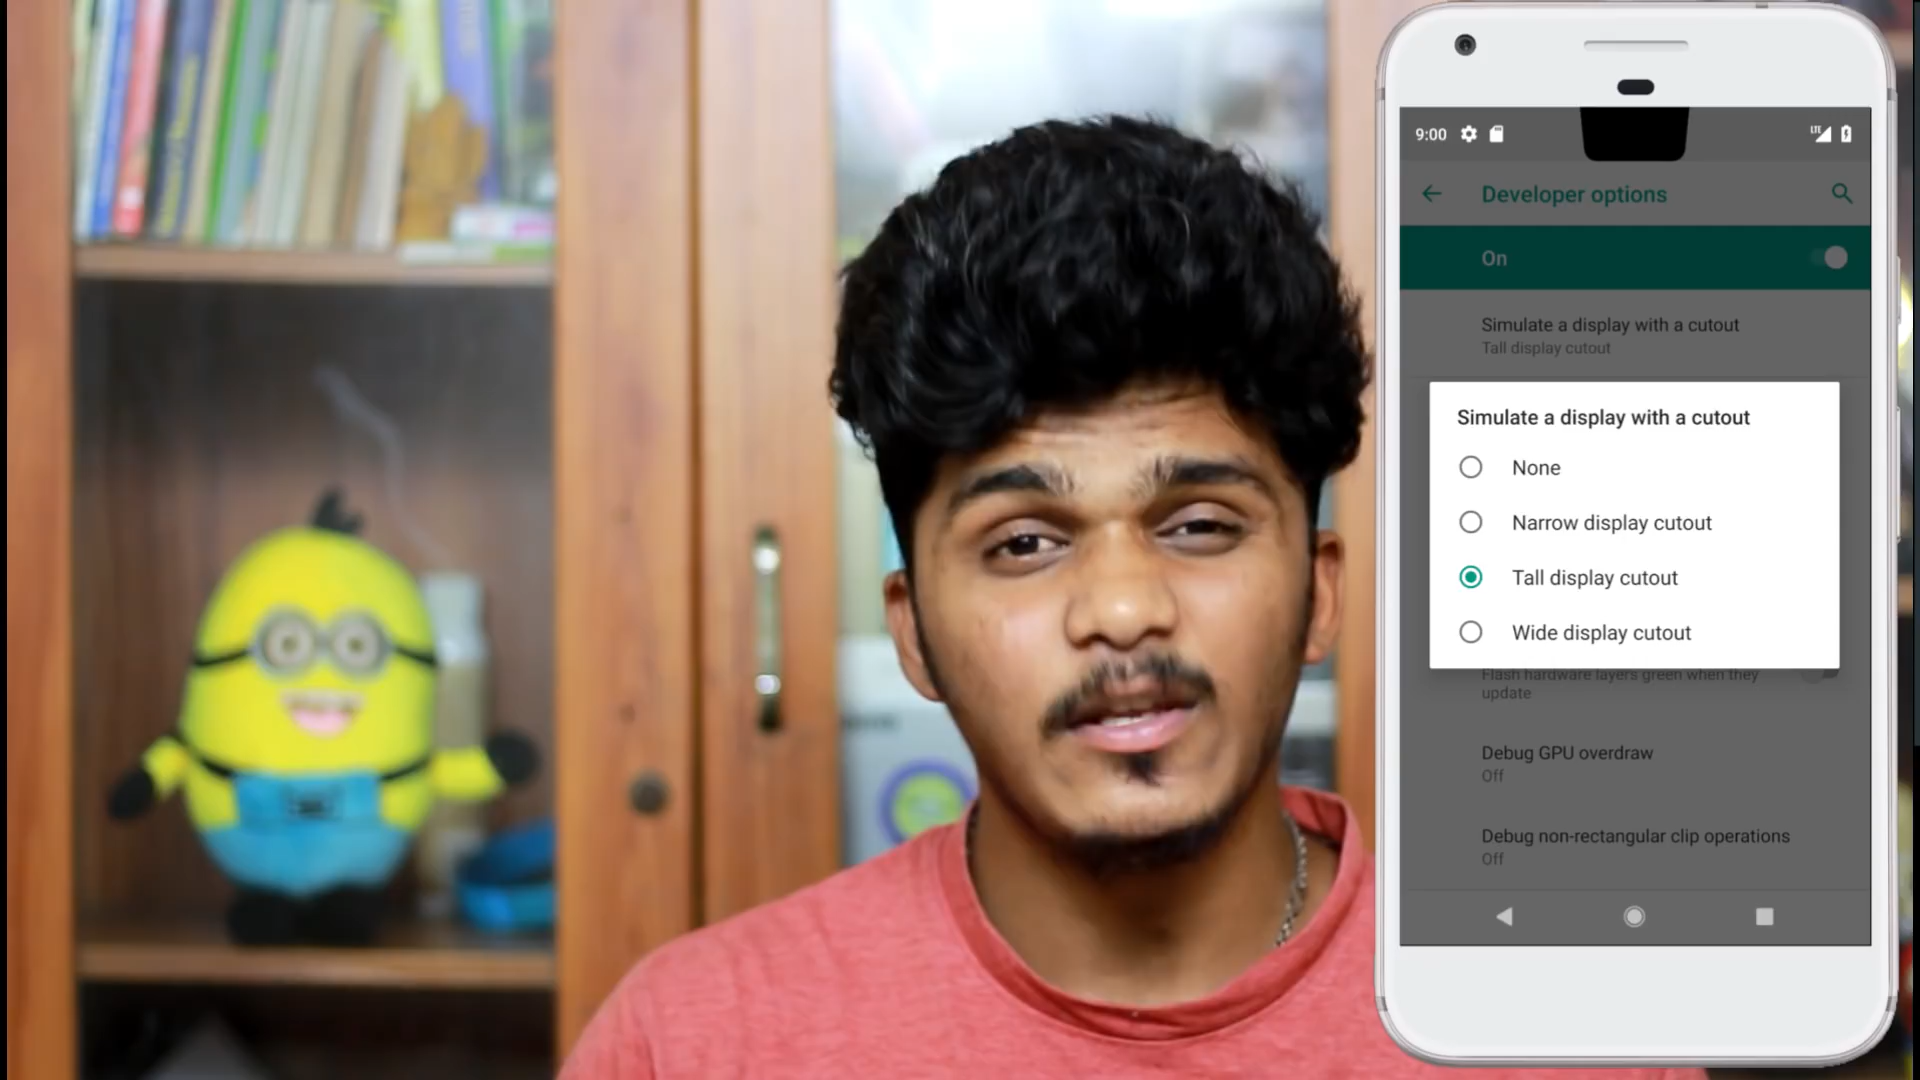 9:00
LTE
Developer options
On
Simulate a display with a cutout
Tall display cutout
Simulate a display with a cutout
None
Narrow display cutout
Tall display cutout
Wide display cutout
Flash hardware layers green when they
update
Debug GPU overdraw
Off
Debug non-rectangular clip operations
Off